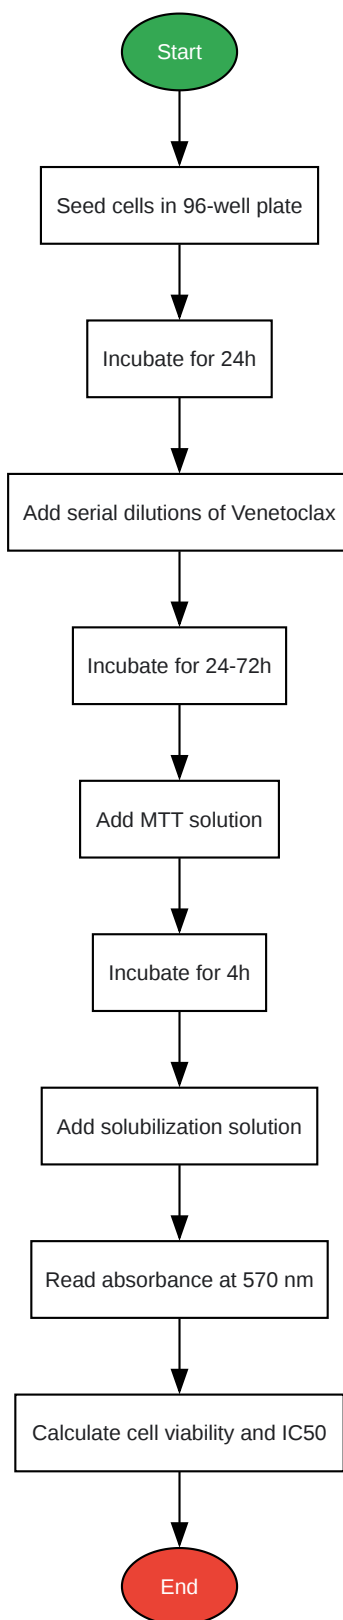 Start
Seed cells in 96-well plate
Incubate for 24h
Add serial dilutions of Venetoclax
Incubate for 24-72h
Add MTT solution
Incubate for 4h
Add solubilization solution
Read absorbance at 570 nm
Calculate cell viability and IC50
End